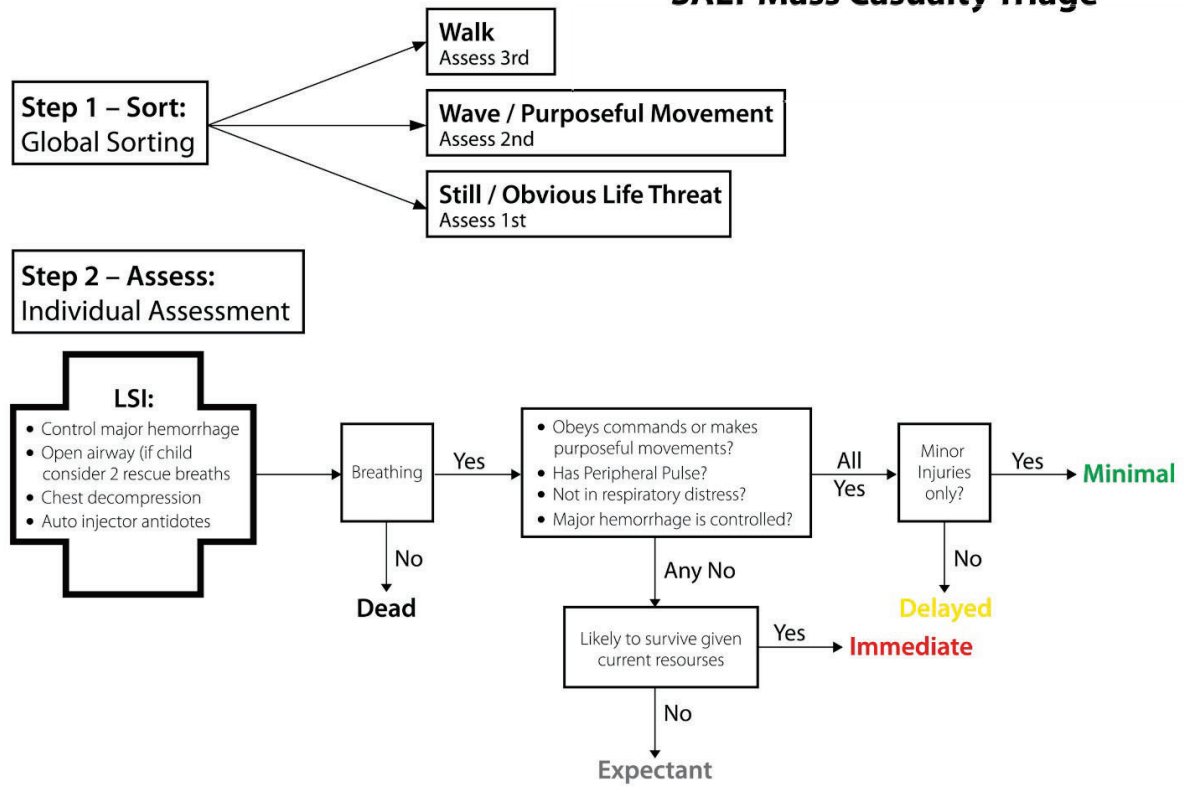 SALT Mass Casualty Triage
Walk
Assess 3rd
Step 1 – Sort:
Global Sorting
Wave / Purposeful Movement
Assess 2nd
Still / Obvious Life Threat
Assess 1st
Step 2 – Assess:
Individual Assessment
LSI:
• Control major hemorrhage
• Open airway (if child
consider 2 rescue breaths
• Chest decompression
• Auto injector antidotes
Breathing
Yes
No
Dead
• Obeys commands or makes
purposeful movements?
• Has Peripheral Pulse?
• Not in respiratory distress?
• Major hemorrhage is controlled?
All
Yes
Minor
Injuries
only?
Yes
Minimal
No
Delayed
Any No
Likely to survive given
current resourses
Yes
Immediate
No
Expectant